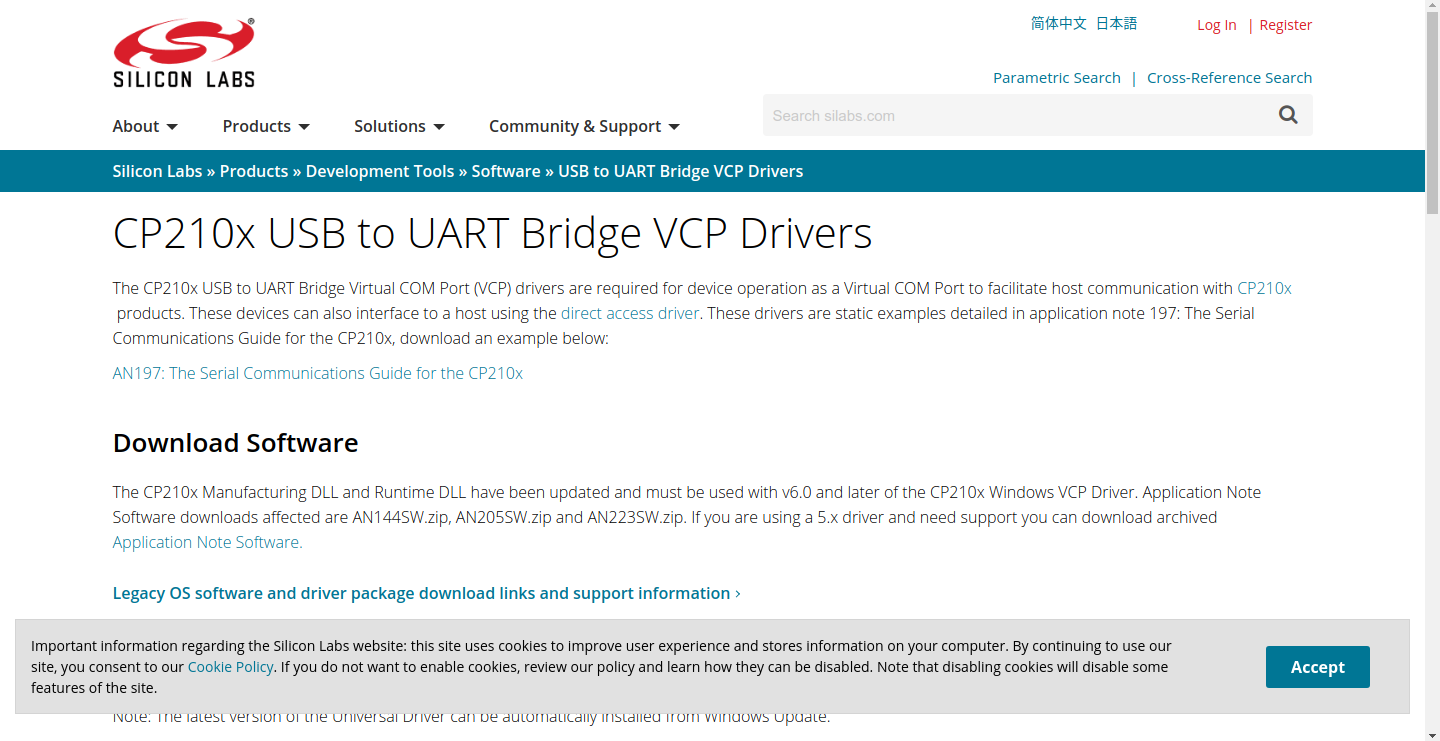 简体中文 日本語
Log In | Register
®
SILICON LABS
Parametric Search | Cross-Reference Search
About Products Solutions Community & Support
Search silabs.com
Silicon Labs » Products » Development Tools » Software » USB to UART Bridge VCP Drivers
CP210x USB to UART Bridge VCP Drivers
The CP210x USB to UART Bridge Virtual COM Port (VCP) drivers are required for device operation as a Virtual COM Port to facilitate host communication with CP210x
products. These devices can also interface to a host using the direct access driver. These drivers are static examples detailed in application note 197: The Serial
Communications Guide for the CP210x, download an example below:
AN197: The Serial Communications Guide for the CP210x
Download Software
The CP210x Manufacturing DLL and Runtime DLL have been updated and must be used with v6.0 and later of the CP210x Windows VCP Driver. Application Note
Software downloads affected are AN144SW.zip, AN205SW.zip and AN223SW.zip. If you are using a 5.x driver and need support you can download archived
Application Note Software.
Legacy OS software and driver package download links and support information ›
Important information regarding the Silicon Labs website: this site uses cookies to improve user experience and stores information on your computer. By continuing to use our
site, you consent to our Cookie Policy. If you do not want to enable cookies, review our policy and learn how they can be disabled. Note that disabling cookies will disable some
features of the site.
Accept
Note: The latest version of the Universal Driver can be automatically installed from Windows Update.